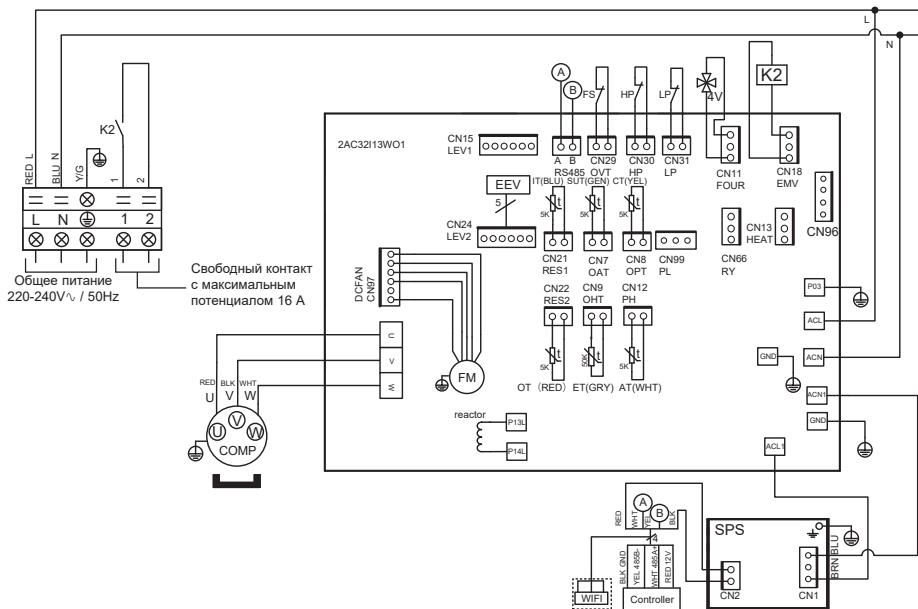 L
N
K2
RED L
BLU N
Y/G
1
2
L N 1 2
Общее питание
220-240V∿ / 50Hz
Свободный контакт
с максимальным
потенциалом 16 A
2AC32I13WO1
A
B
FS
HP
LP
4V
K2
CN15
LEV1
A B
RS485
CN29
OVT
CN30
HP
CN31
LP
CN11
FOUR
CN18
EMV
EEV
5
CN24
LEV2
IT(BLU) SUT(GEN) CT(YEL)
5K t
5K t
5K t
CN21
RES1
CN7
OAT
CN8
OPT
CN99
PL
CN66
RY
CN13
HEAT
CN96
DCFAN
CN97
CN22
RES2
CN9
OHT
CN12
PH
5K t
50K t
5K t
OT (RED) ET(GRY) AT(WHT)
P03
ACL
ACN
GND
ACN1
GND
ACL1
U
V
W
FM
RED BLK WHT
U V W
U V W
COMP
reactor
P13L
P14L
RED
WHT
YEL
BLK
A
B
4
BLK GND
YEL 485B-
WHT 485A+
RED 12V
WIFI
Controller
SPS
CN2
CN1
BRN
BLU